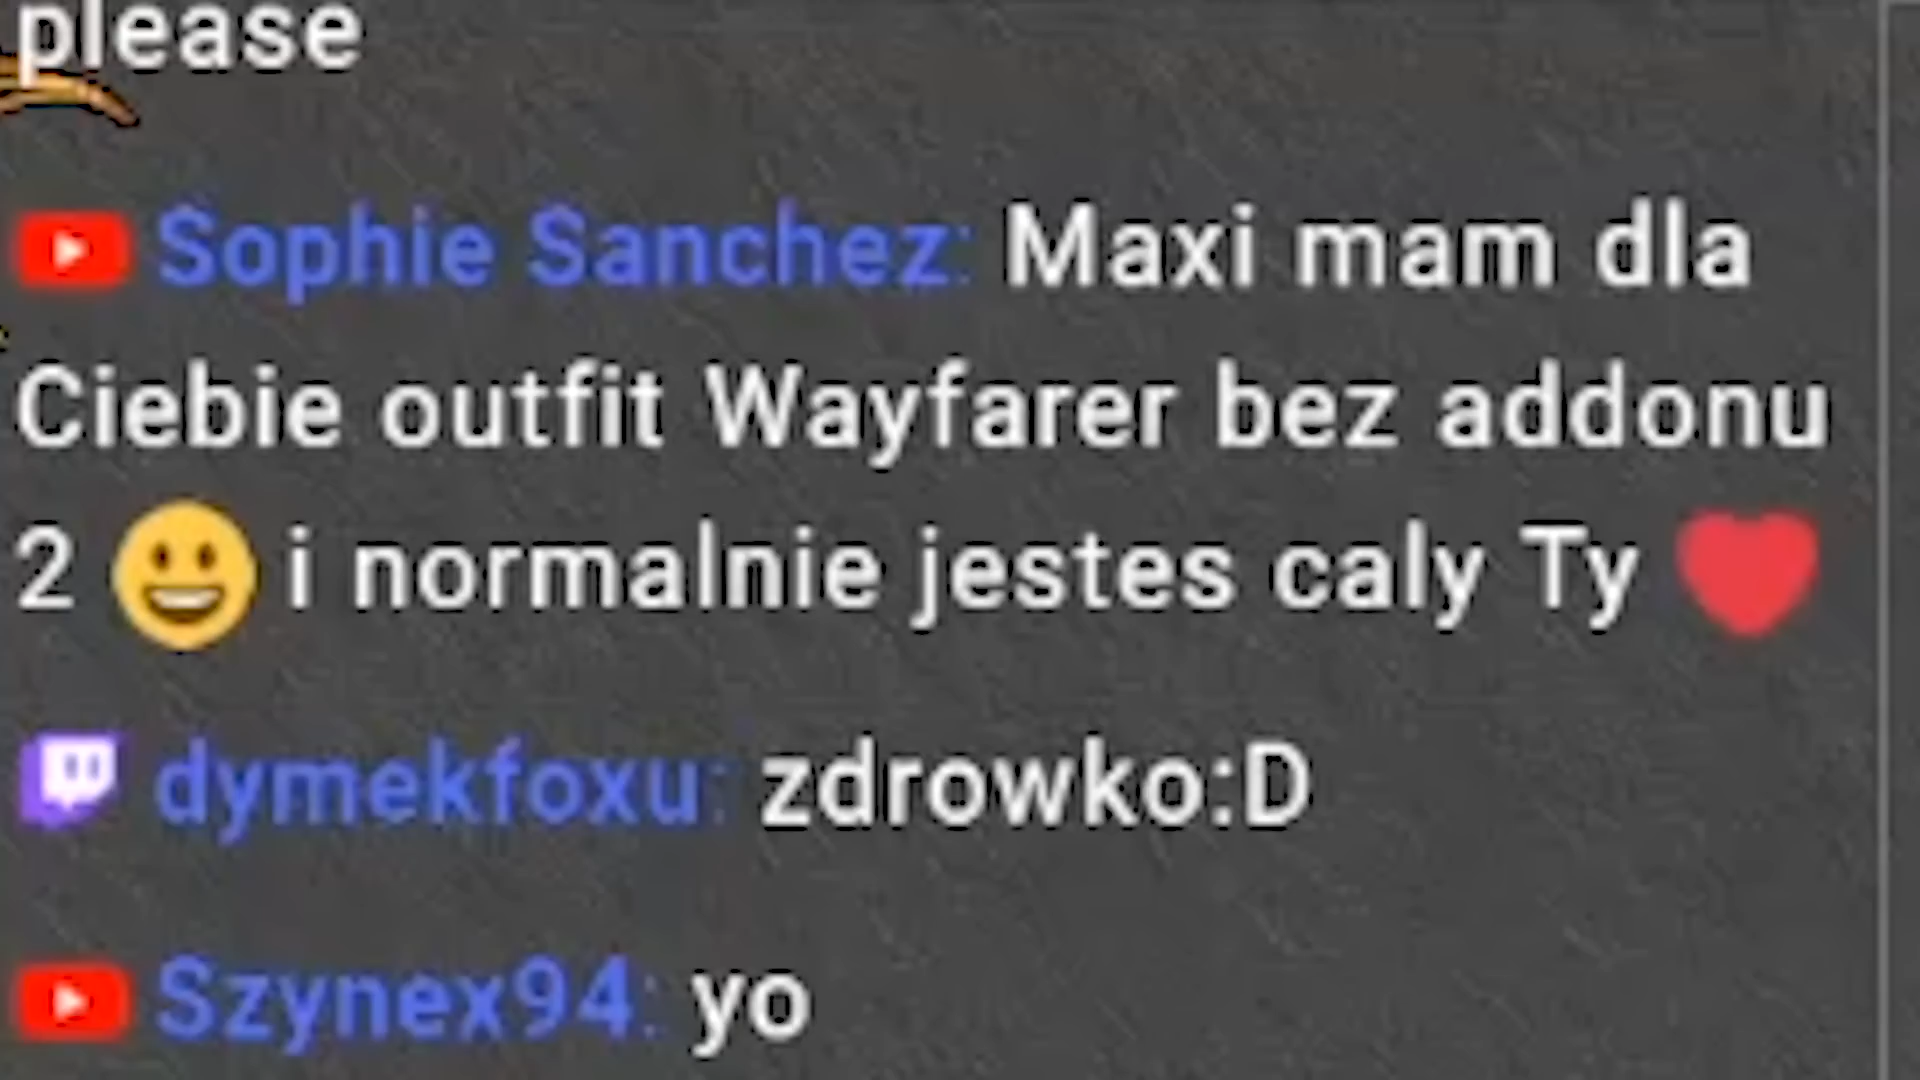 please
Sophie Sanchez: Maxi mam dla
Ciebie outfit Wayfarer bez addonu
2 😃 i normalnie jestes caly Ty ❤️
dymekfoxu: zdrowko:D
Szynex94: yo